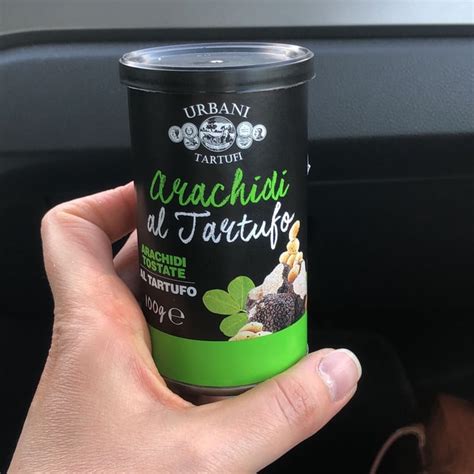 URBANI
TARTUFI
arachidi
al Tartufo
ARACHIDI
TOSTATE
AL TARTUFO
100g e